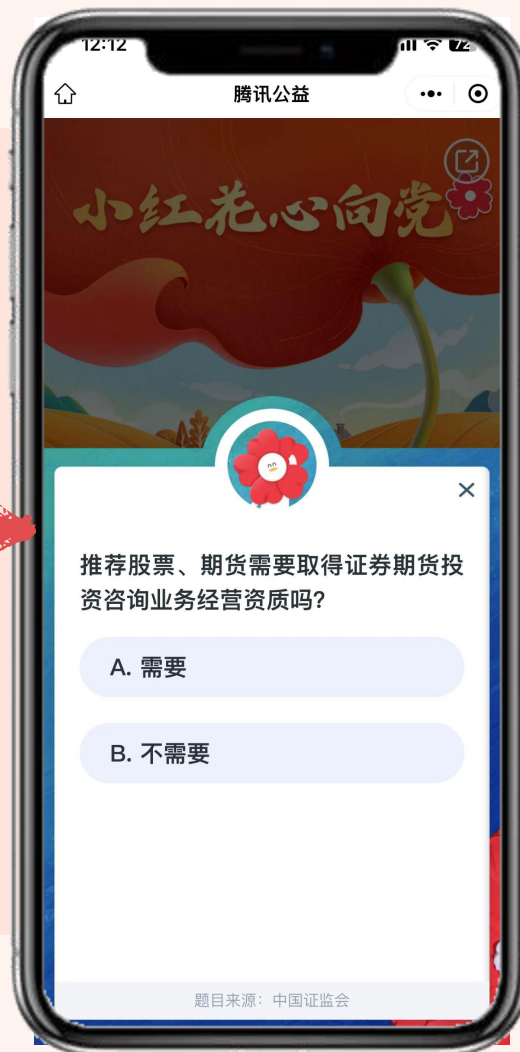 12:12
72
腾讯公益
小红花心向党
推荐股票、期货需要取得证券期货投
资咨询业务经营资质吗？
A. 需要
B. 不需要
题目来源：中国证监会